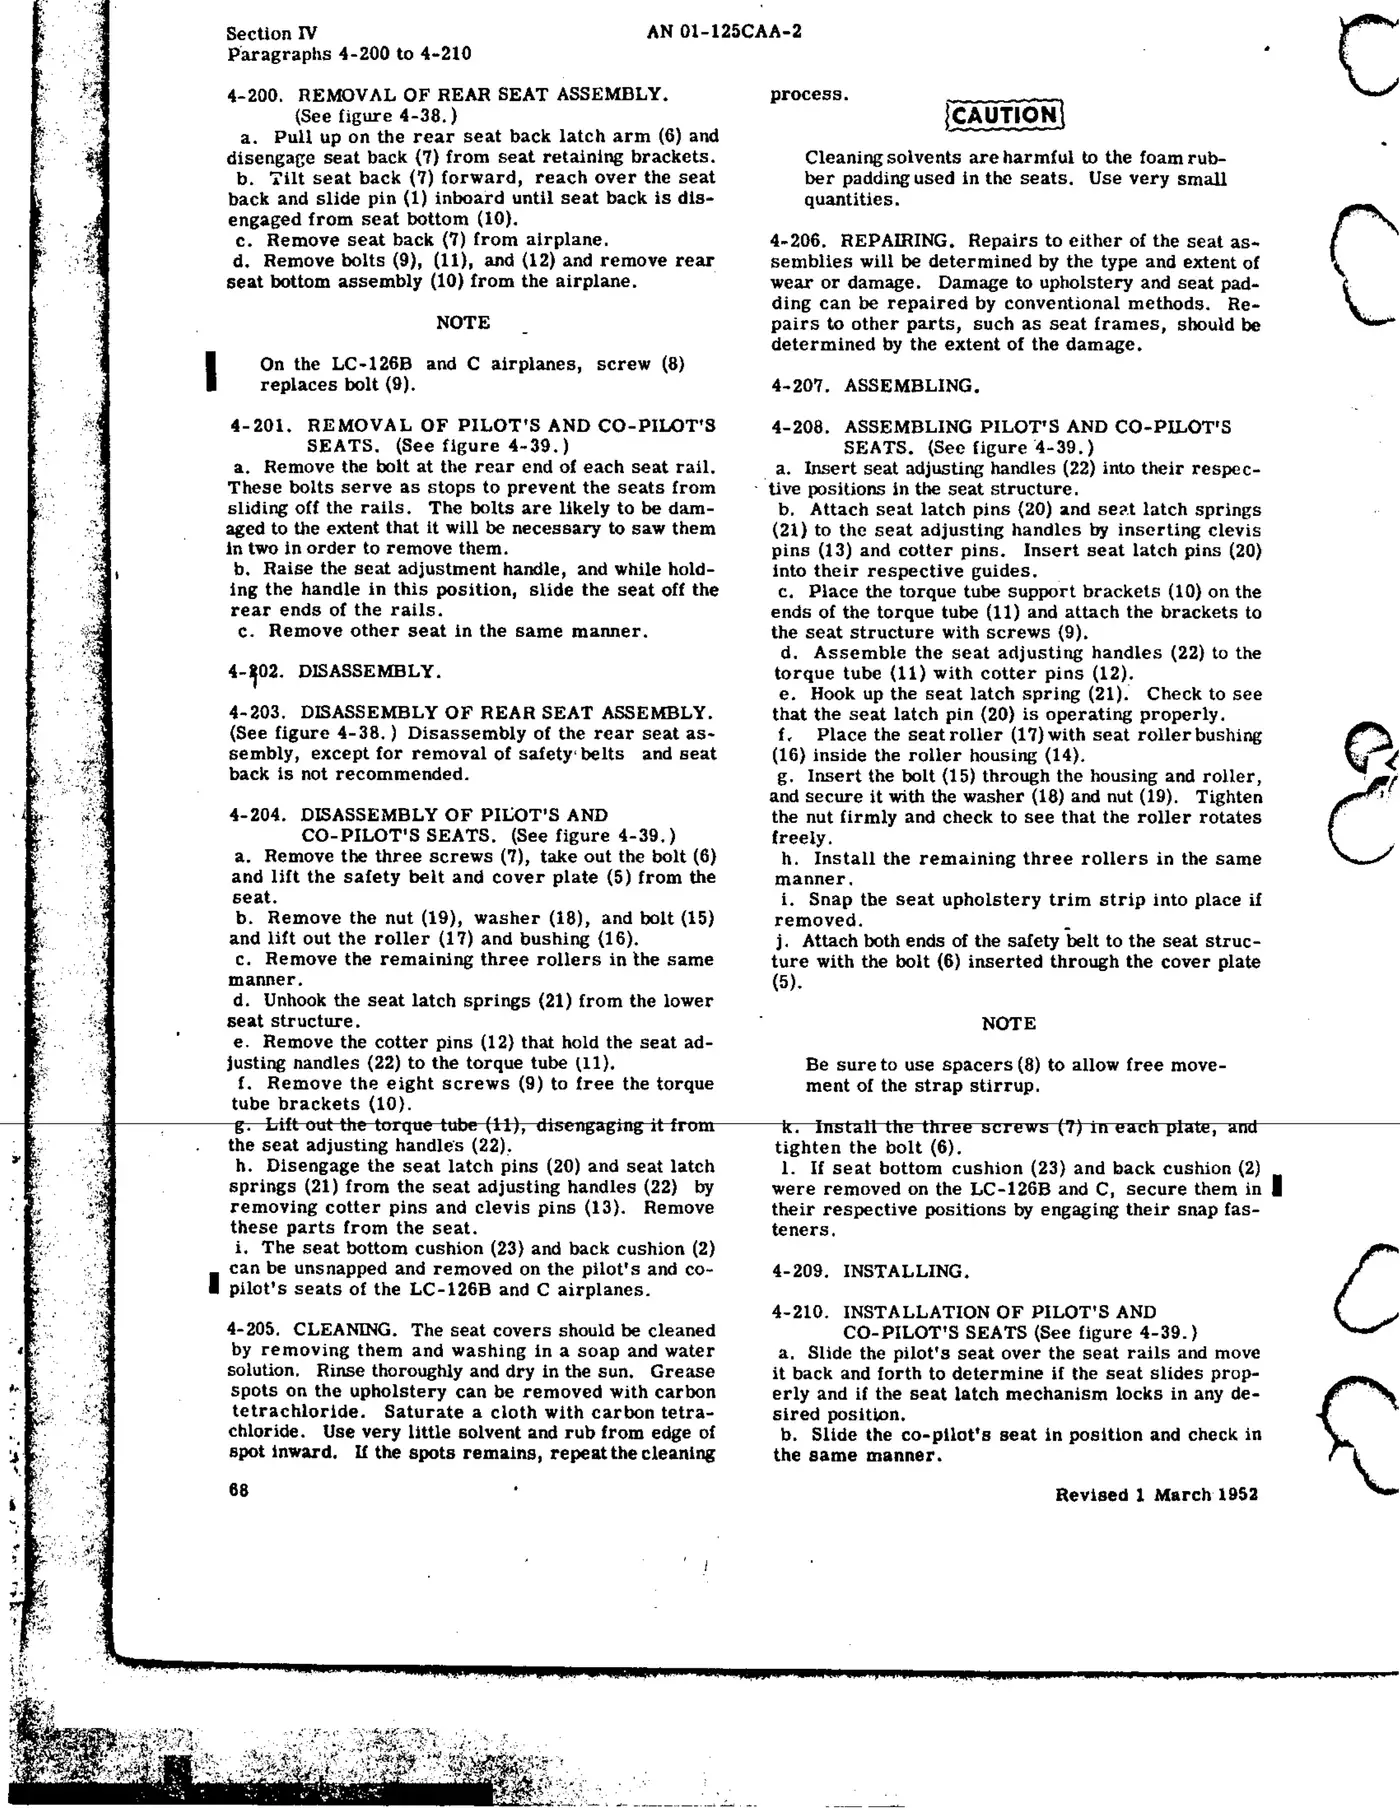 Section IV
AN 01-125CAA-2
Paragraphs 4-200 to 4-210
4-200. REMOVAL OF REAR SEAT ASSEMBLY.
(See figure 4-38.)
a. Pull up on the rear seat back latch arm (6) and
disengage seat back (7) from seat retaining brackets.
b. Tilt seat back (7) forward, reach over the seat
back and slide pin (1) inboard until seat back is dis-
engaged from seat bottom (10).
c. Remove seat back (7) from airplane.
d. Remove bolts (9), (11), and (12) and remove rear
seat bottom assembly (10) from the airplane.
NOTE
On the LC-126B and C airplanes, screw (8)
replaces bolt (9).
4-201. REMOVAL OF PILOT'S AND CO-PILOT'S
SEATS. (See figure 4-39.)
a. Remove the bolt at the rear end of each seat rail.
These bolts serve as stops to prevent the seats from
sliding off the rails. The bolts are likely to be dam-
aged to the extent that it will be necessary to saw them
in two in order to remove them.
b. Raise the seat adjustment handle, and while hold-
ing the handle in this position, slide the seat off the
rear ends of the rails.
c. Remove other seat in the same manner.
4-202. DISASSEMBLY.
4-203. DISASSEMBLY OF REAR SEAT ASSEMBLY.
(See figure 4-38.) Disassembly of the rear seat as-
sembly, except for removal of safety belts and seat
back is not recommended.
4-204. DISASSEMBLY OF PILOT'S AND
CO-PILOT'S SEATS. (See figure 4-39.)
a. Remove the three screws (7), take out the bolt (6)
and lift the safety belt and cover plate (5) from the
seat.
b. Remove the nut (19), washer (18), and bolt (15)
and lift out the roller (17) and bushing (16).
c. Remove the remaining three rollers in the same
manner.
d. Unhook the seat latch springs (21) from the lower
seat structure.
e. Remove the cotter pins (12) that hold the seat ad-
justing handles (22) to the torque tube (11).
f. Remove the eight screws (9) to free the torque
tube brackets (10).
g. Lift out the torque tube (11), disengaging it from
the seat adjusting handles (22).
h. Disengage the seat latch pins (20) and seat latch
springs (21) from the seat adjusting handles (22) by
removing cotter pins and clevis pins (13). Remove
these parts from the seat.
i. The seat bottom cushion (23) and back cushion (2)
can be unsnapped and removed on the pilot's and co-
pilot's seats of the LC-126B and C airplanes.
4-205. CLEANING. The seat covers should be cleaned
by removing them and washing in a soap and water
solution. Rinse thoroughly and dry in the sun. Grease
spots on the upholstery can be removed with carbon
tetrachloride. Saturate a cloth with carbon tetra-
chloride. Use very little solvent and rub from edge of
spot inward. If the spots remains, repeat the cleaning
process.
CAUTION
Cleaning solvents are harmful to the foam rub-
ber padding used in the seats. Use very small
quantities.
4-206. REPAIRING. Repairs to either of the seat as-
semblies will be determined by the type and extent of
wear or damage. Damage to upholstery and seat pad-
ding can be repaired by conventional methods. Re-
pairs to other parts, such as seat frames, should be
determined by the extent of the damage.
4-207. ASSEMBLING.
4-208. ASSEMBLING PILOT'S AND CO-PILOT'S
SEATS. (See figure 4-39.)
a. Insert seat adjusting handles (22) into their respec-
tive positions in the seat structure.
b. Attach seat latch pins (20) and seat latch springs
(21) to the seat adjusting handles by inserting clevis
pins (13) and cotter pins. Insert seat latch pins (20)
into their respective guides.
c. Place the torque tube support brackets (10) on the
ends of the torque tube (11) and attach the brackets to
the seat structure with screws (9).
d. Assemble the seat adjusting handles (22) to the
torque tube (11) with cotter pins (12).
e. Hook up the seat latch spring (21). Check to see
that the seat latch pin (20) is operating properly.
f. Place the seat roller (17) with seat roller bushing
(16) inside the roller housing (14).
g. Insert the bolt (15) through the housing and roller,
and secure it with the washer (18) and nut (19). Tighten
the nut firmly and check to see that the roller rotates
freely.
h. Install the remaining three rollers in the same
manner.
i. Snap the seat upholstery trim strip into place if
removed.
j. Attach both ends of the safety belt to the seat struc-
ture with the bolt (6) inserted through the cover plate
(5).
NOTE
Be sure to use spacers (8) to allow free move-
ment of the strap stirrup.
k. Install the three screws (7) in each plate, and
tighten the bolt (6).
l. If seat bottom cushion (23) and back cushion (2)
were removed on the LC-126B and C, secure them in
their respective positions by engaging their snap fas-
teners.
4-209. INSTALLING.
4-210. INSTALLATION OF PILOT'S AND
CO-PILOT'S SEATS (See figure 4-39.)
a. Slide the pilot's seat over the seat rails and move
it back and forth to determine if the seat slides prop-
erly and if the seat latch mechanism locks in any de-
sired position.
b. Slide the co-pilot's seat in position and check in
the same manner.
68
Revised 1 March 1952